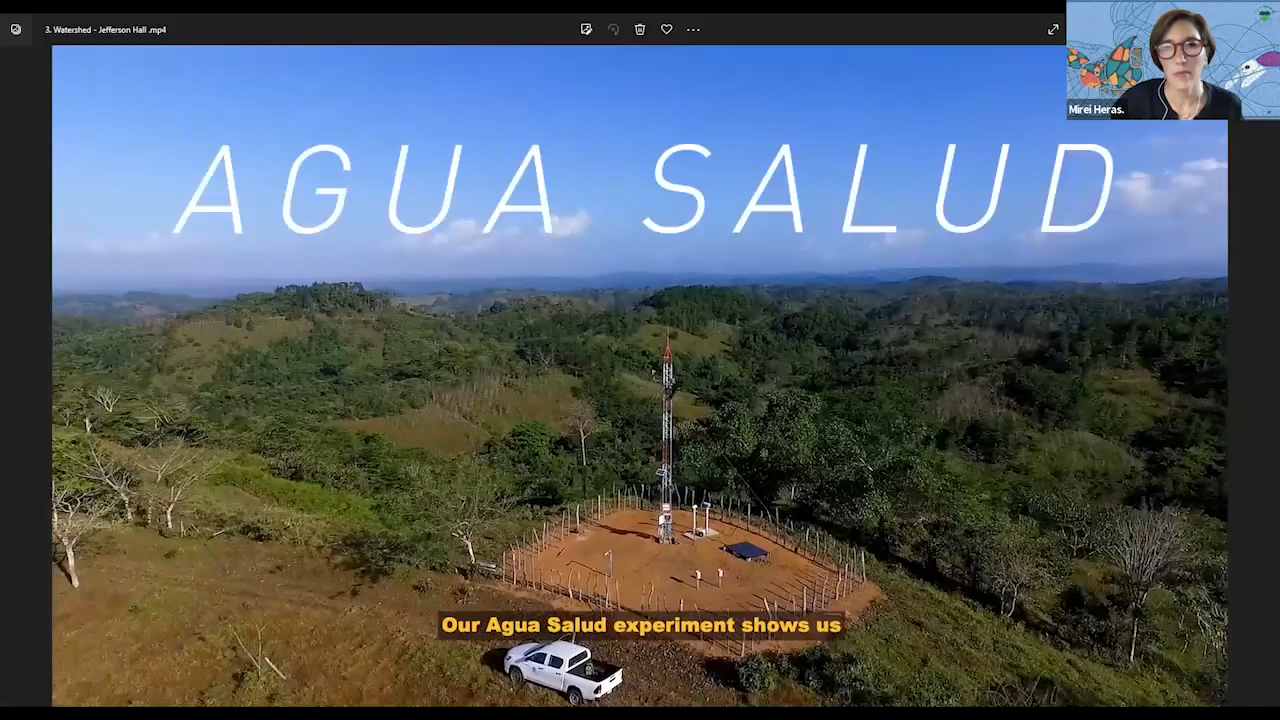 3. Watershed - Jefferson Hall .mp4
Mirei Heras.
AGUA SALUD
Our Agua Salud experiment shows us